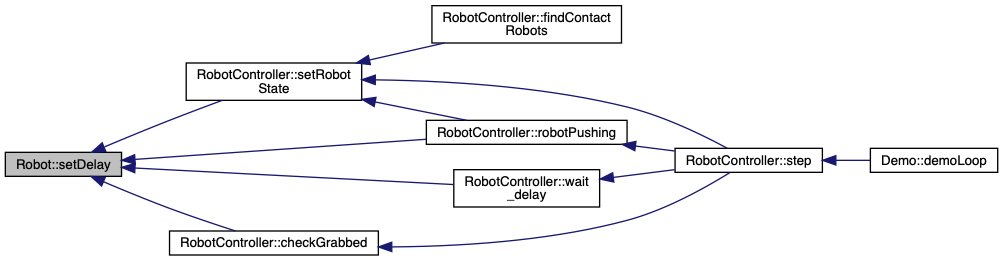 RobotController::findContact
Robots
RobotController::setRobot
State
RobotController::robotPushing
Robot::setDelay
RobotController::step
Demo::demoLoop
RobotController::wait
_delay
RobotController::checkGrabbed